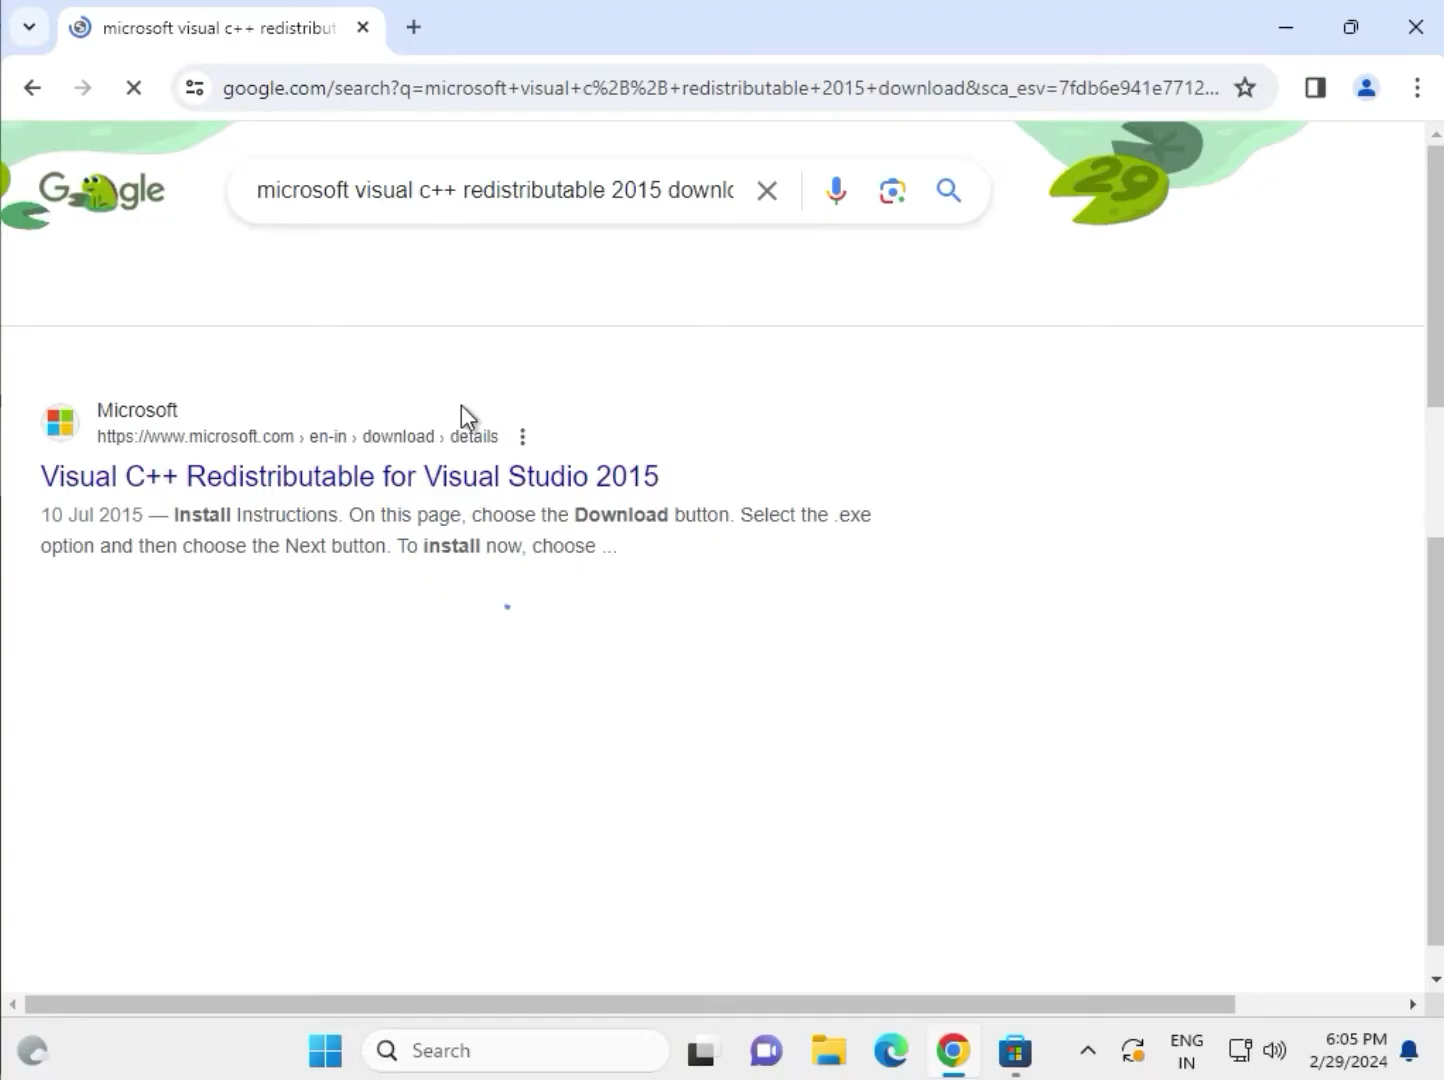 microsoft visual c++ redistribut
google.com/search?q=microsoft+visual+c%2B%2B+redistributable+2015+download&sca_esv=7fdb6e941e7712...
Google
microsoft visual c++ redistributable 2015 downlo
29
Microsoft
https://www.microsoft.com › en-in › download › details
Visual C++ Redistributable for Visual Studio 2015
10 Jul 2015 — Install Instructions. On this page, choose the Download button. Select the .exe
option and then choose the Next button. To install now, choose ...
Search
ENG
IN
6:05 PM
2/29/2024